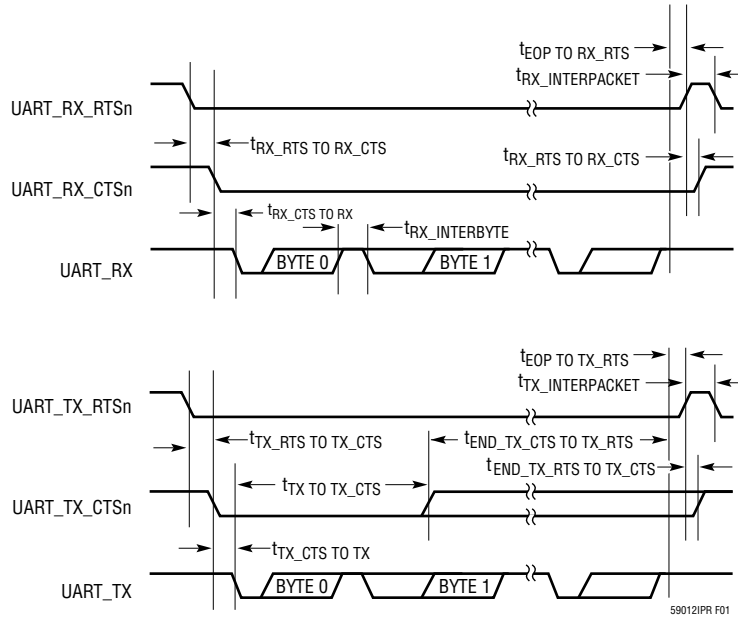 tEOP TO RX_RTS
tRX_INTERPACKET
UART_RX_RTSn
tRX_RTS TO RX_CTS
tRX_RTS TO RX_CTS
UART_RX_CTSn
tRX_CTS TO RX
tRX_INTERBYTE
UART_RX
BYTE 0
BYTE 1
tEOP TO TX_RTS
tTX_INTERPACKET
UART_TX_RTSn
tTX_RTS TO TX_CTS
tEND_TX_CTS TO TX_RTS
tEND_TX_RTS TO TX_CTS
tTX TO TX_CTS
UART_TX_CTSn
tTX_CTS TO TX
UART_TX
BYTE 0
BYTE 1
59012IPR F01